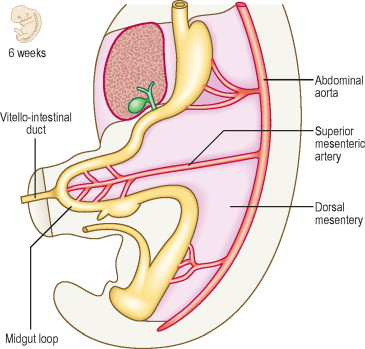 6 weeks
Vitello-intestinal
duct
Abdominal
aorta
Superior
mesenteric
artery
Dorsal
mesentery
Midgut loop